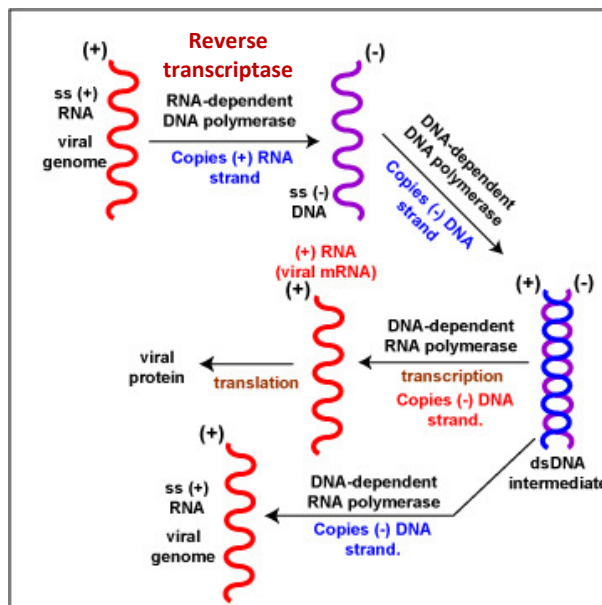 (+)
Reverse
transcriptase
(-)
ss (+)
RNA
viral
genome
RNA-dependent
DNA polymerase
Copies (+) RNA
strand
ss (-)
DNA
DNA-dependent
DNA polymerase
Copies (-) DNA
strand
(+) RNA
(viral mRNA)
(+)
(+)
(-)
DNA-dependent
RNA polymerase
transcription
Copies (-) DNA
strand.
viral
protein
translation
dsDNA
intermediate
(+)
ss (+)
RNA
viral
genome
DNA-dependent
RNA polymerase
Copies (-) DNA
strand.